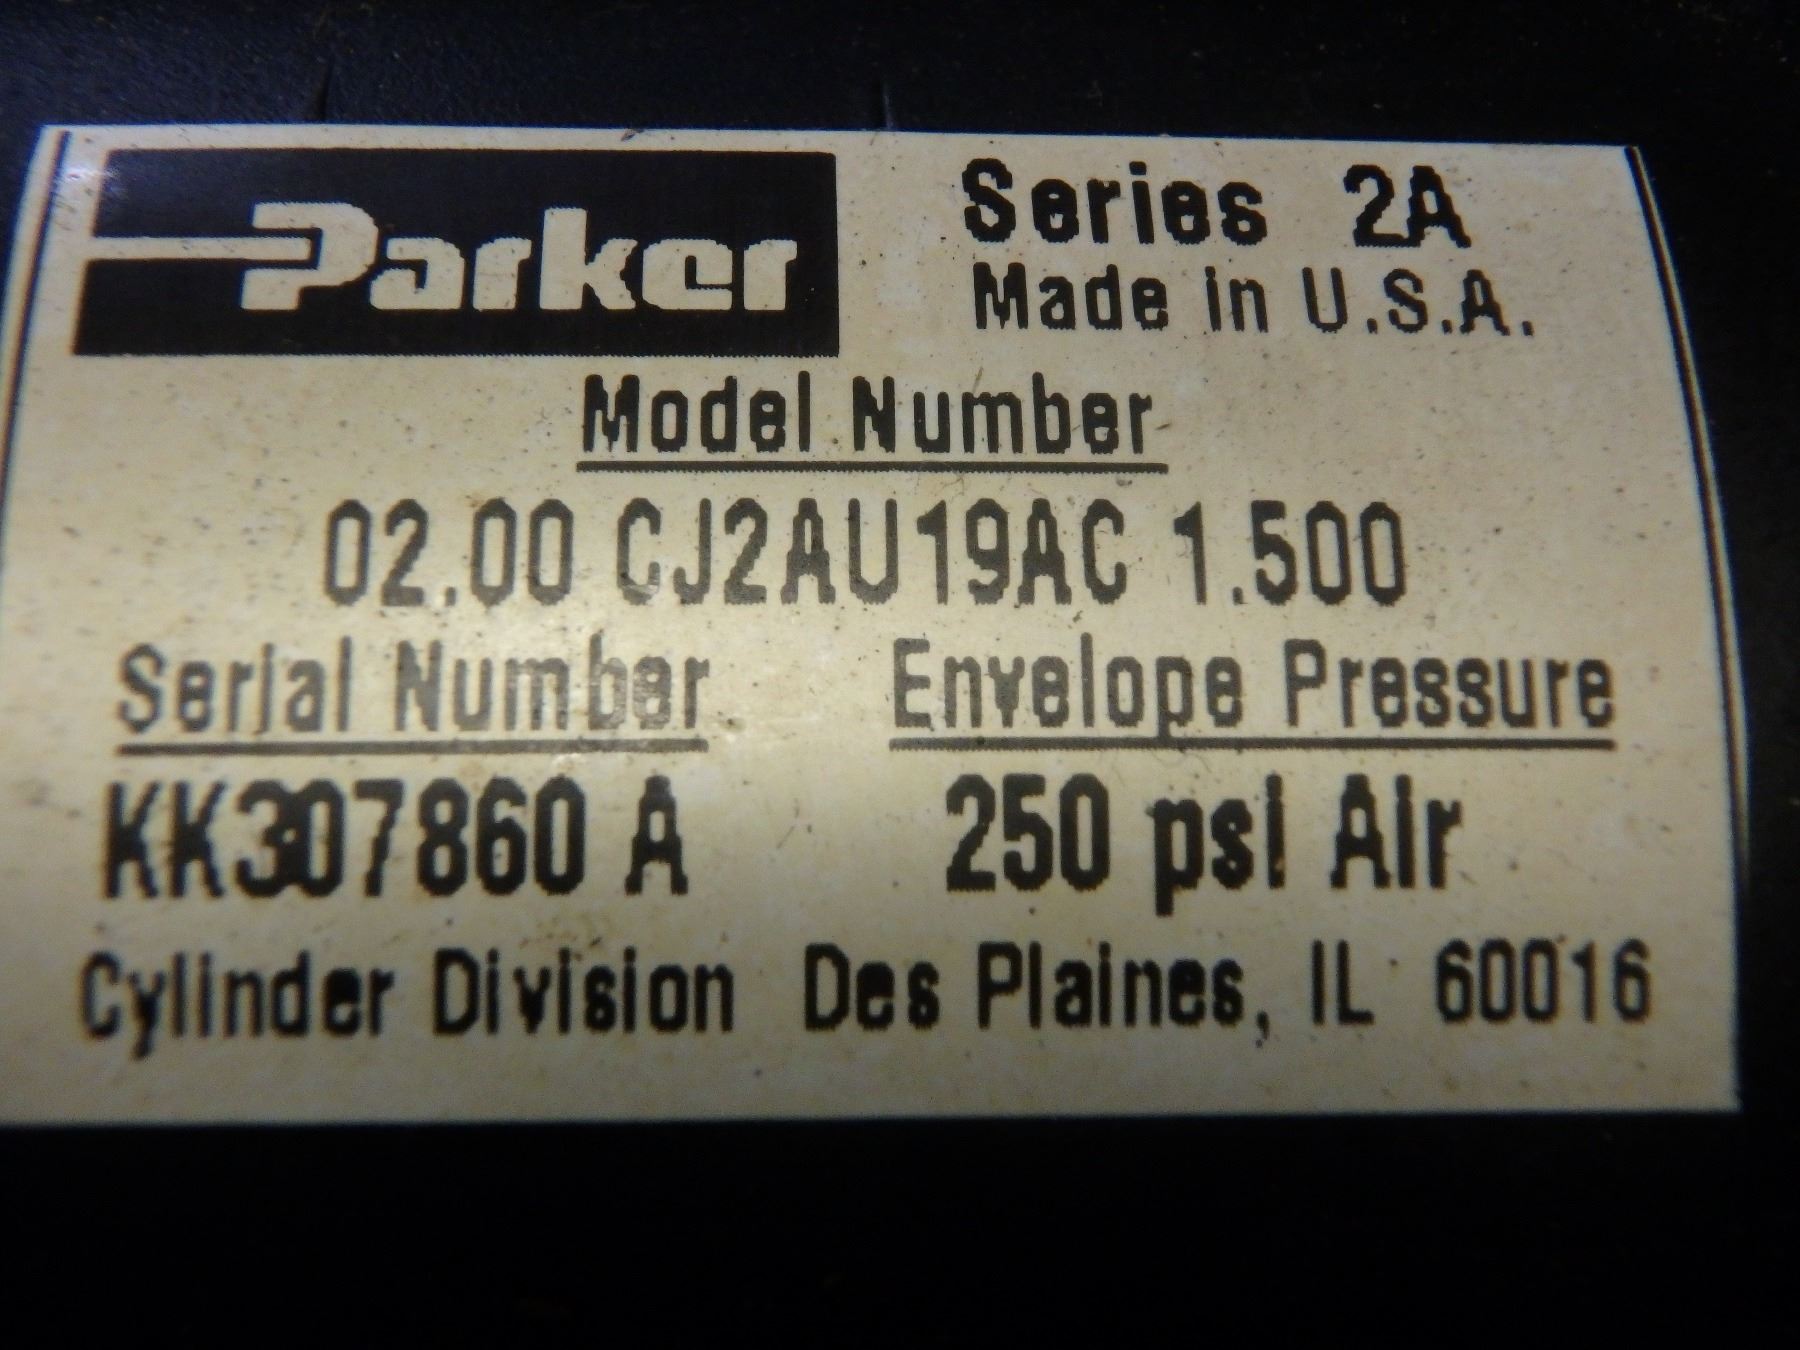 Parker
Series 2A
Made in U.S.A.
Model Number
02.00 CJ2AU19AC 1.500
Serial Number Envelope Pressure
KK307860 A 250 psi Air
Cylinder Division Des Plaines, IL 60016